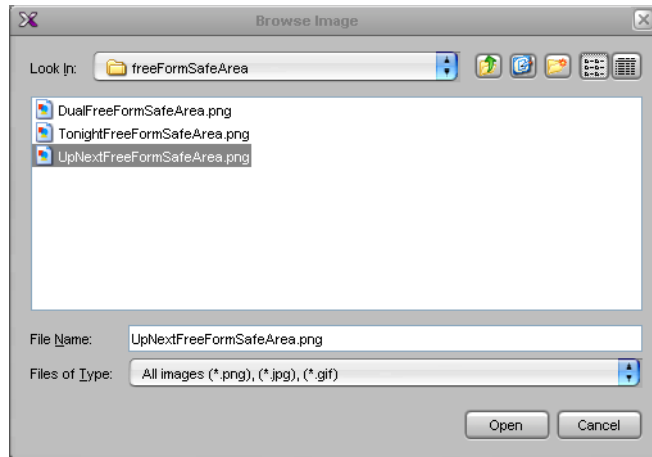 Browse Image
Look In: freeFormSafeArea
DualFreeFormSafeArea.png
TonightFreeFormSafeArea.png
UpNextFreeFormSafeArea.png
File Name: UpNextFreeFormSafeArea.png
Files of Type: All images (*.png), (*.jpg), (*.gif)
Open Cancel